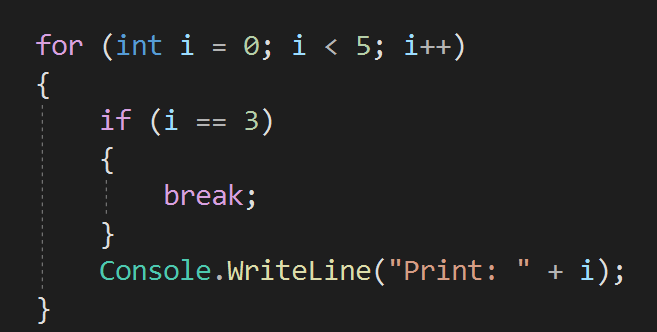 for (int i = 0; i < 5; i++)
{
    if (i == 3)
    {
        break;
    }
    Console.WriteLine("Print: " + i);
}